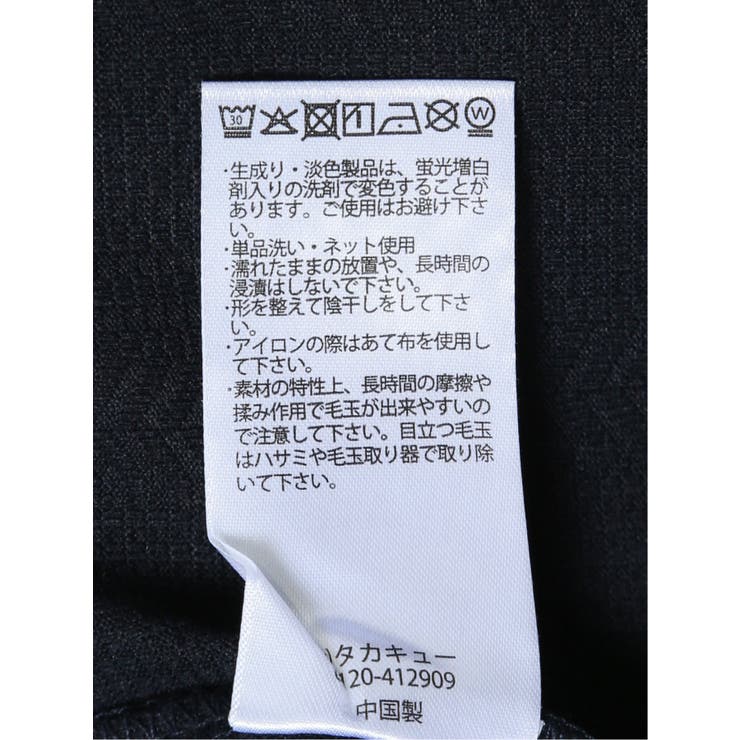 30 1 W
・生成り・淡色製品は、蛍光増白
剤入りの洗剤で変色することが
あります。ご使用はお避け下さ
い。
・単品洗い・ネット使用
・濡れたままの放置や、長時間の
浸漬はしないで下さい。
・形を整えて陰干しをして下さ
い。
・アイロンの際はあて布を使用し
て下さい。
・素材の特性上、長時間の摩擦や
揉み作用で毛玉が出来やすいの
で注意して下さい。目立つ毛玉
はハサミや毛玉取り器で取り除
いて下さい。
タカキュー
120-412909
中国製